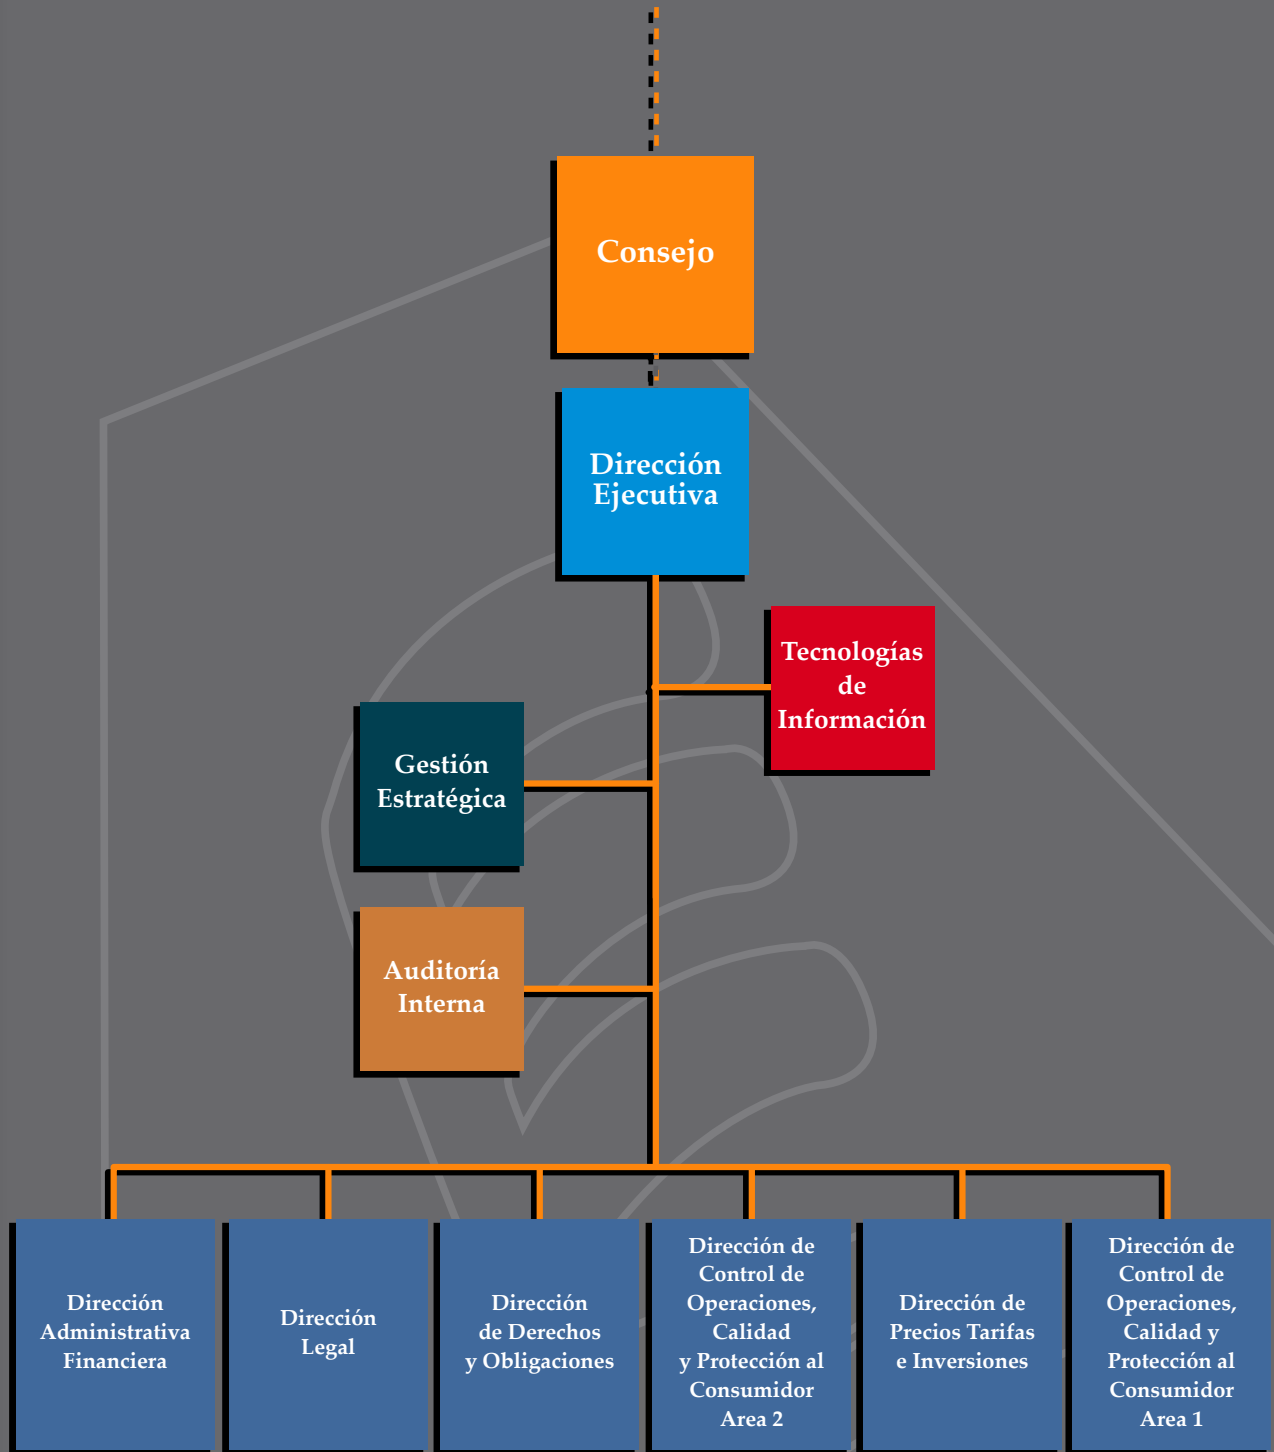 Consejo
Dirección
Ejecutiva
Tecnologías
de
Información
Gestión
Estratégica
Auditoría
Interna
Dirección
Administrativa
Financiera
Dirección
Legal
Dirección
de Derechos
y Obligaciones
Dirección de
Control de
Operaciones,
Calidad
y Protección al
Consumidor
Area 2
Dirección de
Precios Tarifas
e Inversiones
Dirección de
Control de
Operaciones,
Calidad y
Protección al
Consumidor
Area 1